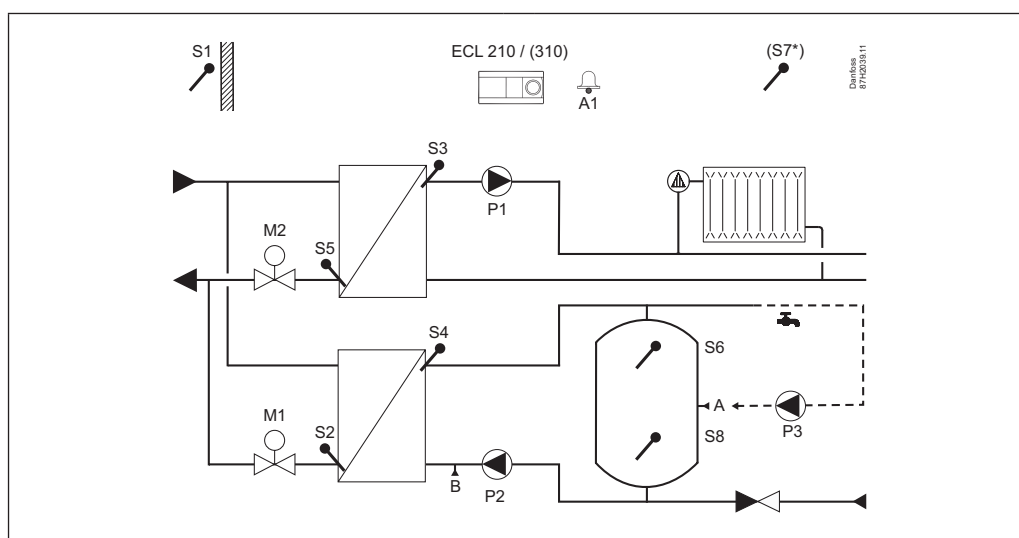 S1
ECL 210 / (310)
A1
(S7*)
Danfoss
87H2039.11
S3
P1
M2
S5
S4
S6
A
P3
S8
M1
S2
B
P2